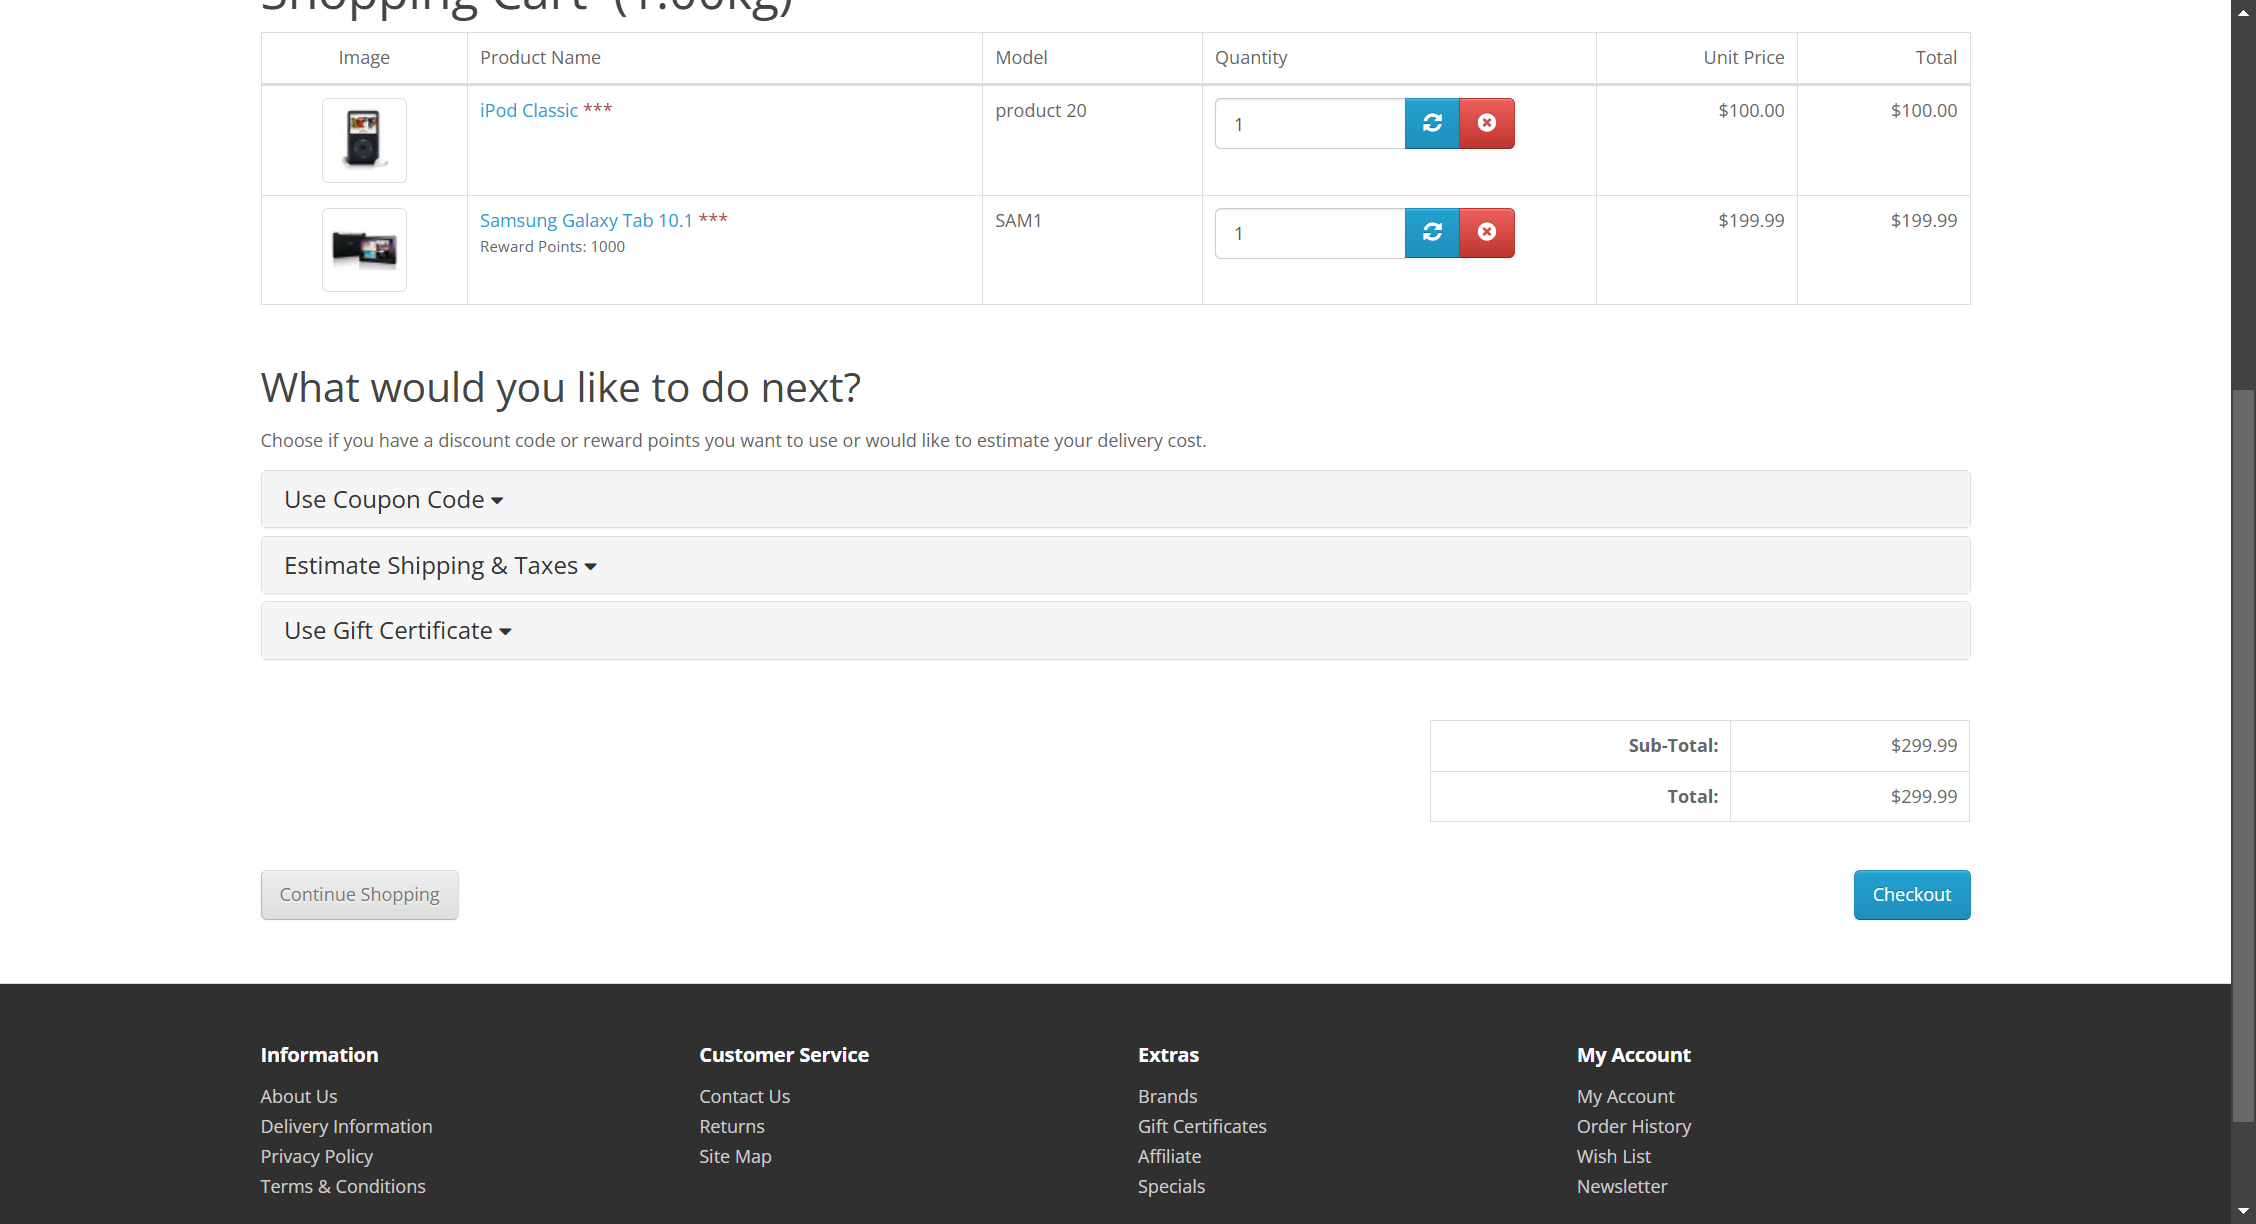 Shopping Cart (1.00kg)
Image Product Name Model Quantity Unit Price Total
iPod Classic *** product 20 1 $100.00 $100.00
Samsung Galaxy Tab 10.1 *** SAM1 1 $199.99 $199.99
Reward Points: 1000
What would you like to do next?
Choose if you have a discount code or reward points you want to use or would like to estimate your delivery cost.
Use Coupon Code
Estimate Shipping & Taxes
Use Gift Certificate
Sub-Total: $299.99
Total: $299.99
Continue Shopping Checkout
Information Customer Service Extras My Account
About Us Contact Us Brands My Account
Delivery Information Returns Gift Certificates Order History
Privacy Policy Site Map Affiliate Wish List
Terms & Conditions Specials Newsletter